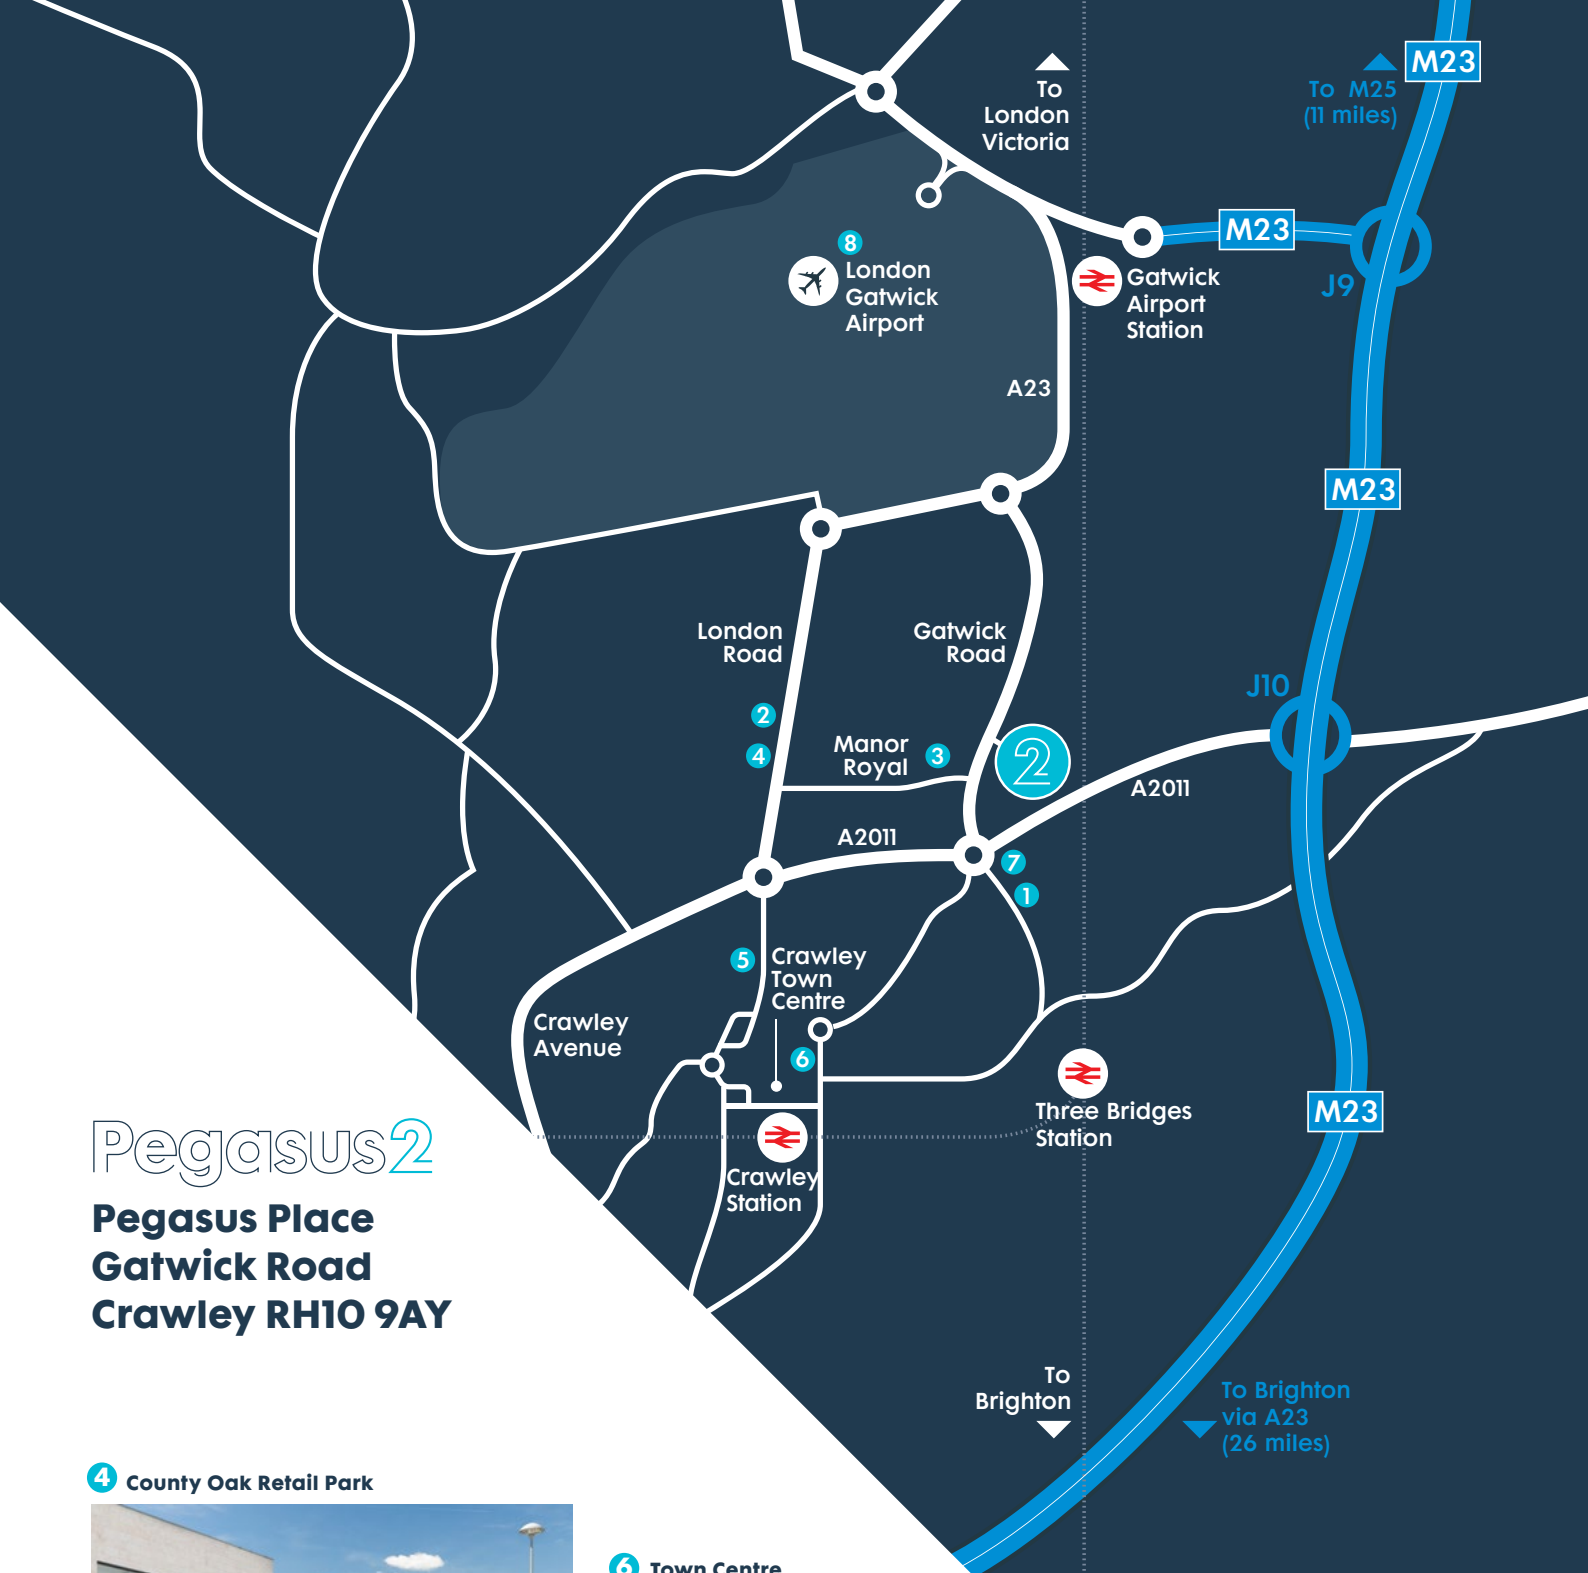 M23
To M25
(11 miles)
To
London
Victoria
M23
J9
8
London
Gatwick
Airport
Gatwick
Airport
Station
A23
M23
London
Road
Gatwick
Road
J10
2
4
Manor
Royal
3
2
A2011
A2011
7
1
5
Crawley
Town
Centre
Crawley
Avenue
6
Three Bridges
Station
M23
Crawley
Station
Pegasus2
Pegasus Place
Gatwick Road
Crawley RH10 9AY
To
Brighton
To Brighton
via A23
(26 miles)
4 County Oak Retail Park
6 Town Centre